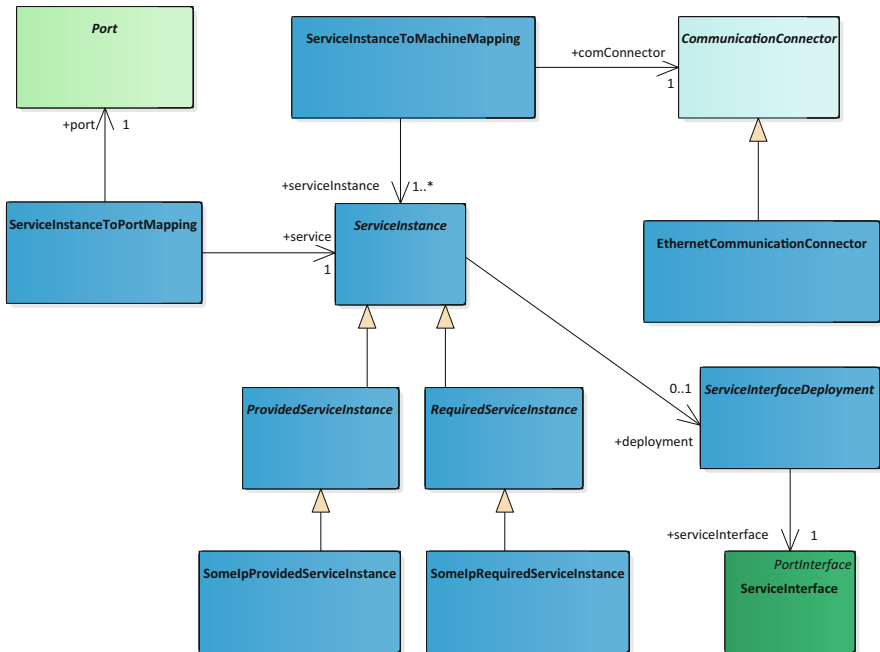 Port
ServiceInstanceToMachineMapping
CommunicationConnector
+comConnector
1
+port
1
+serviceInstance
1..*
ServiceInstanceToPortMapping
+service
1
ServiceInstance
EthernetCommunicationConnector
0..1
+deployment
ServiceInterfaceDeployment
ProvidedServiceInstance
RequiredServiceInstance
+serviceInterface
1
SomeIpProvidedServiceInstance
SomeIpRequiredServiceInstance
PortInterface
ServiceInterface